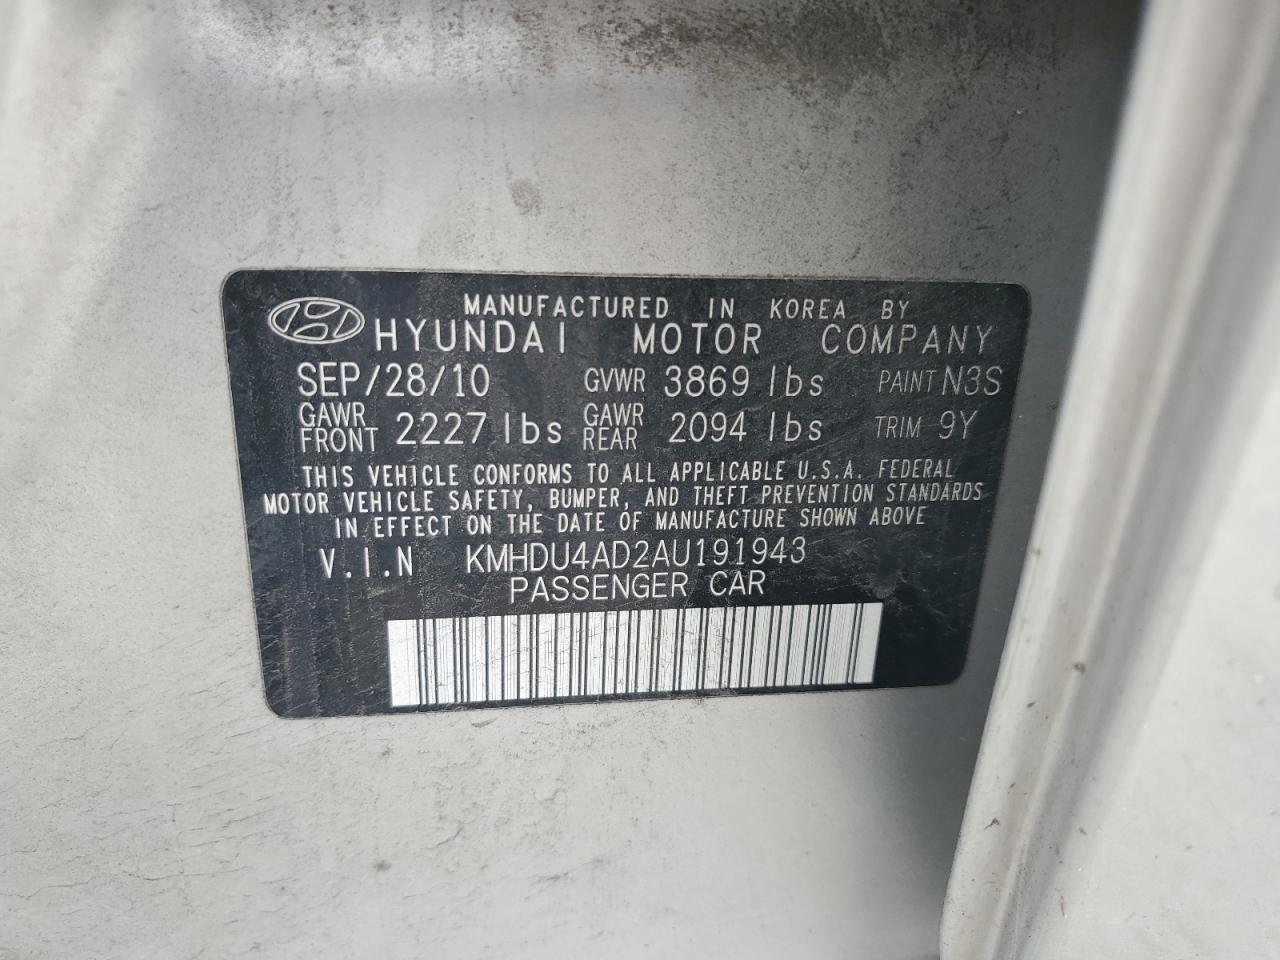 MANUFACTURED IN KOREA BY
HYUNDAI MOTOR COMPANY
SEP/28/10 GVWR 3869 lbs PAINT N3S
GAWR FRONT 2227 lbs GAWR REAR 2094 lbs TRIM 9Y
THIS VEHICLE CONFORMS TO ALL APPLICABLE U.S.A. FEDERAL
MOTOR VEHICLE SAFETY, BUMPER, AND THEFT PREVENTION STANDARDS
IN EFFECT ON THE DATE OF MANUFACTURE SHOWN ABOVE
V.I.N KMHDU4AD2AU191943
PASSENGER CAR